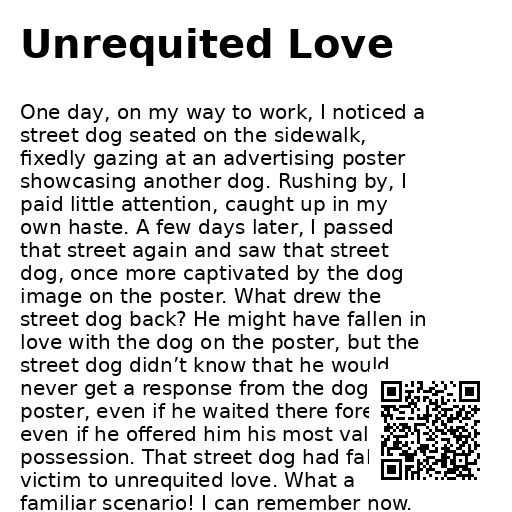 Unrequited Love
One day, on my way to work, I noticed a
street dog seated on the sidewalk,
fixedly gazing at an advertising poster
showcasing another dog. Rushing by, I
paid little attention, caught up in my
own haste. A few days later, I passed
that street again and saw that street
dog, once more captivated by the dog
image on the poster. What drew the
street dog back? He might have fallen in
love with the dog on the poster, but the
street dog didn’t know that he would
never get a response from the dog
poster, even if he waited there fore
even if he offered him his most val
possession. That street dog had fal
victim to unrequited love. What a
familiar scenario! I can remember now.